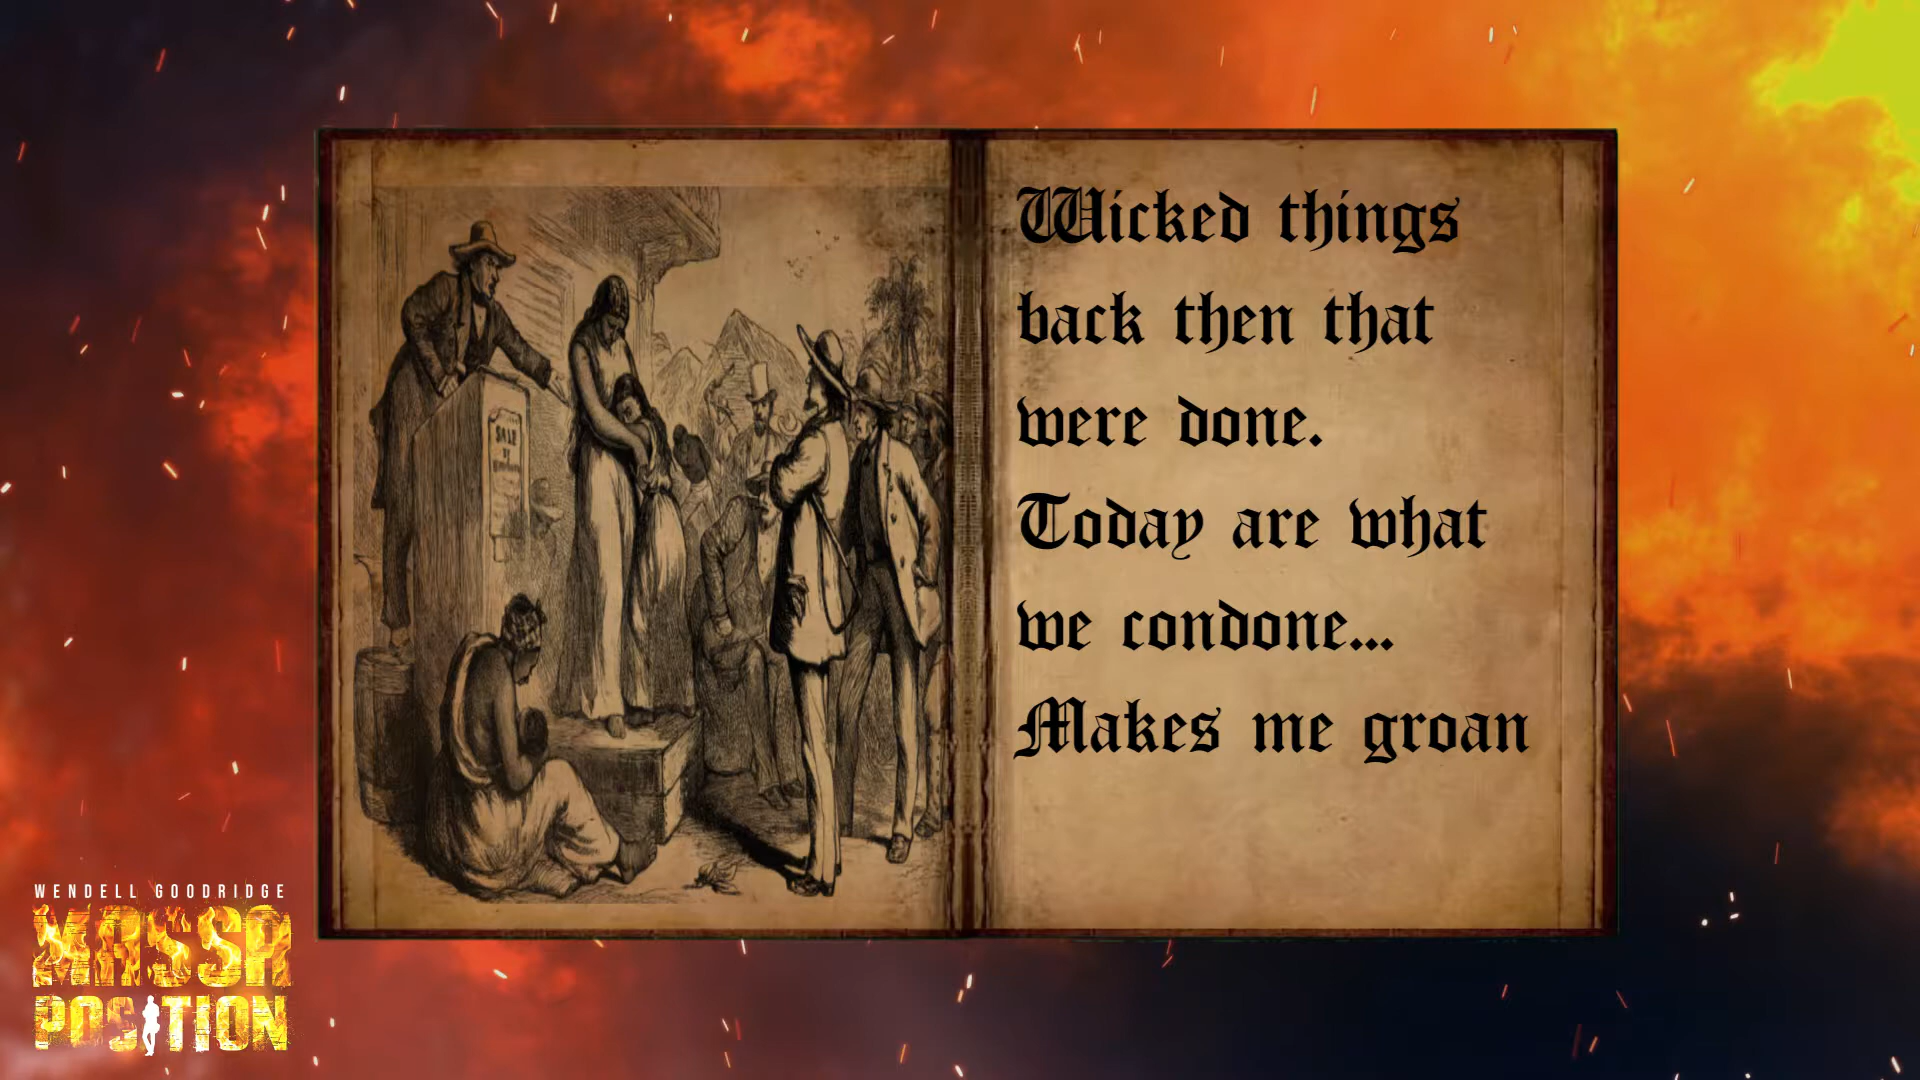 Wicked things
back then that
were done.
Today are what
we condone...
Makes me groan
SALE
WENDELL GOODRIDGE
MASSA
POSITION